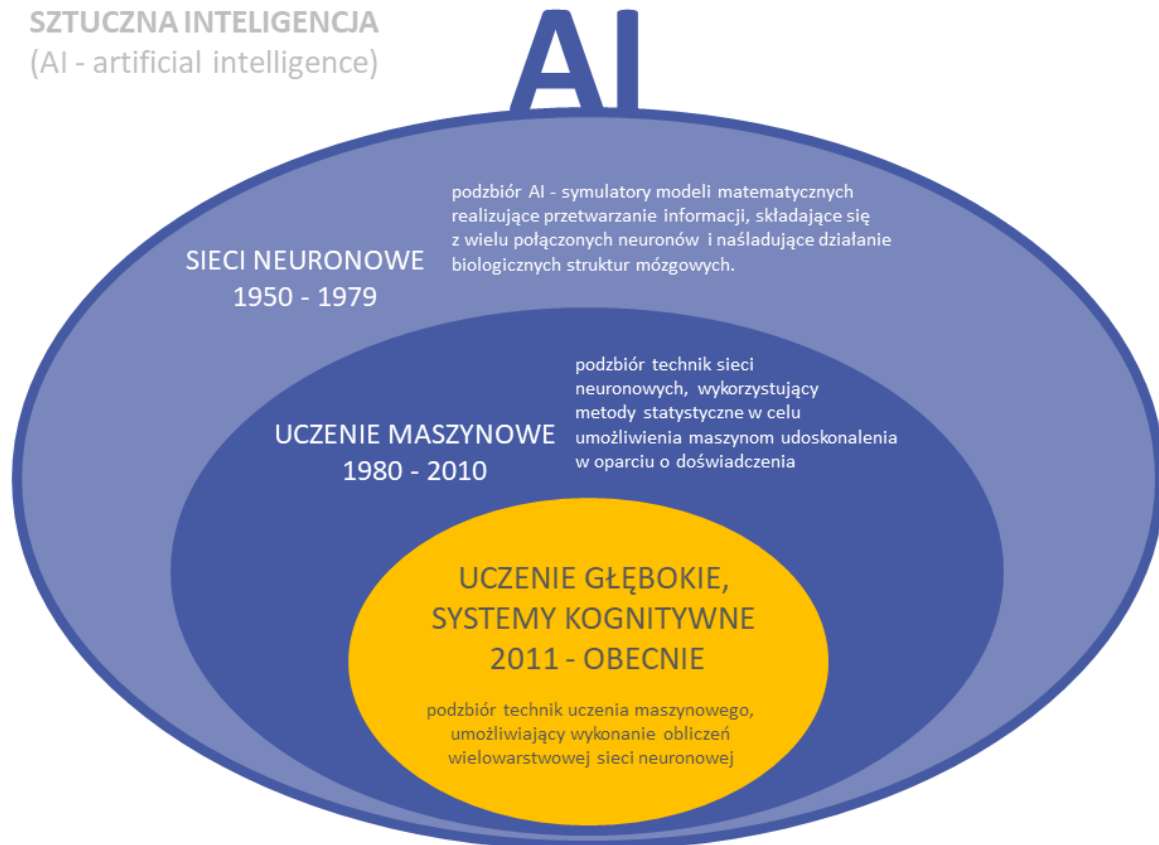 SZTUCZNA INTELIGENCJA
(AI - artificial intelligence)
AI
podzbiór AI - symulatory modeli matematycznych
realizujące przetwarzanie informacji, składające się
z wielu połączonych neuronów i naśladujące działanie
biologicznych struktur mózgowych.
SIECI NEURONOWE
1950 - 1979
podzbiór technik sieci
neuronowych, wykorzystujący
metody statystyczne w celu
umożliwienia maszynom udoskonalenia
w oparciu o doświadczenia
UCZENIE MASZYNOWE
1980 - 2010
UCZENIE GŁĘBOKIE,
SYSTEMY KOGNITYWNE
2011 - OBECNIE
podzbiór technik uczenia maszynowego,
umożliwiający wykonanie obliczeń
wielowarstwowej sieci neuronowej